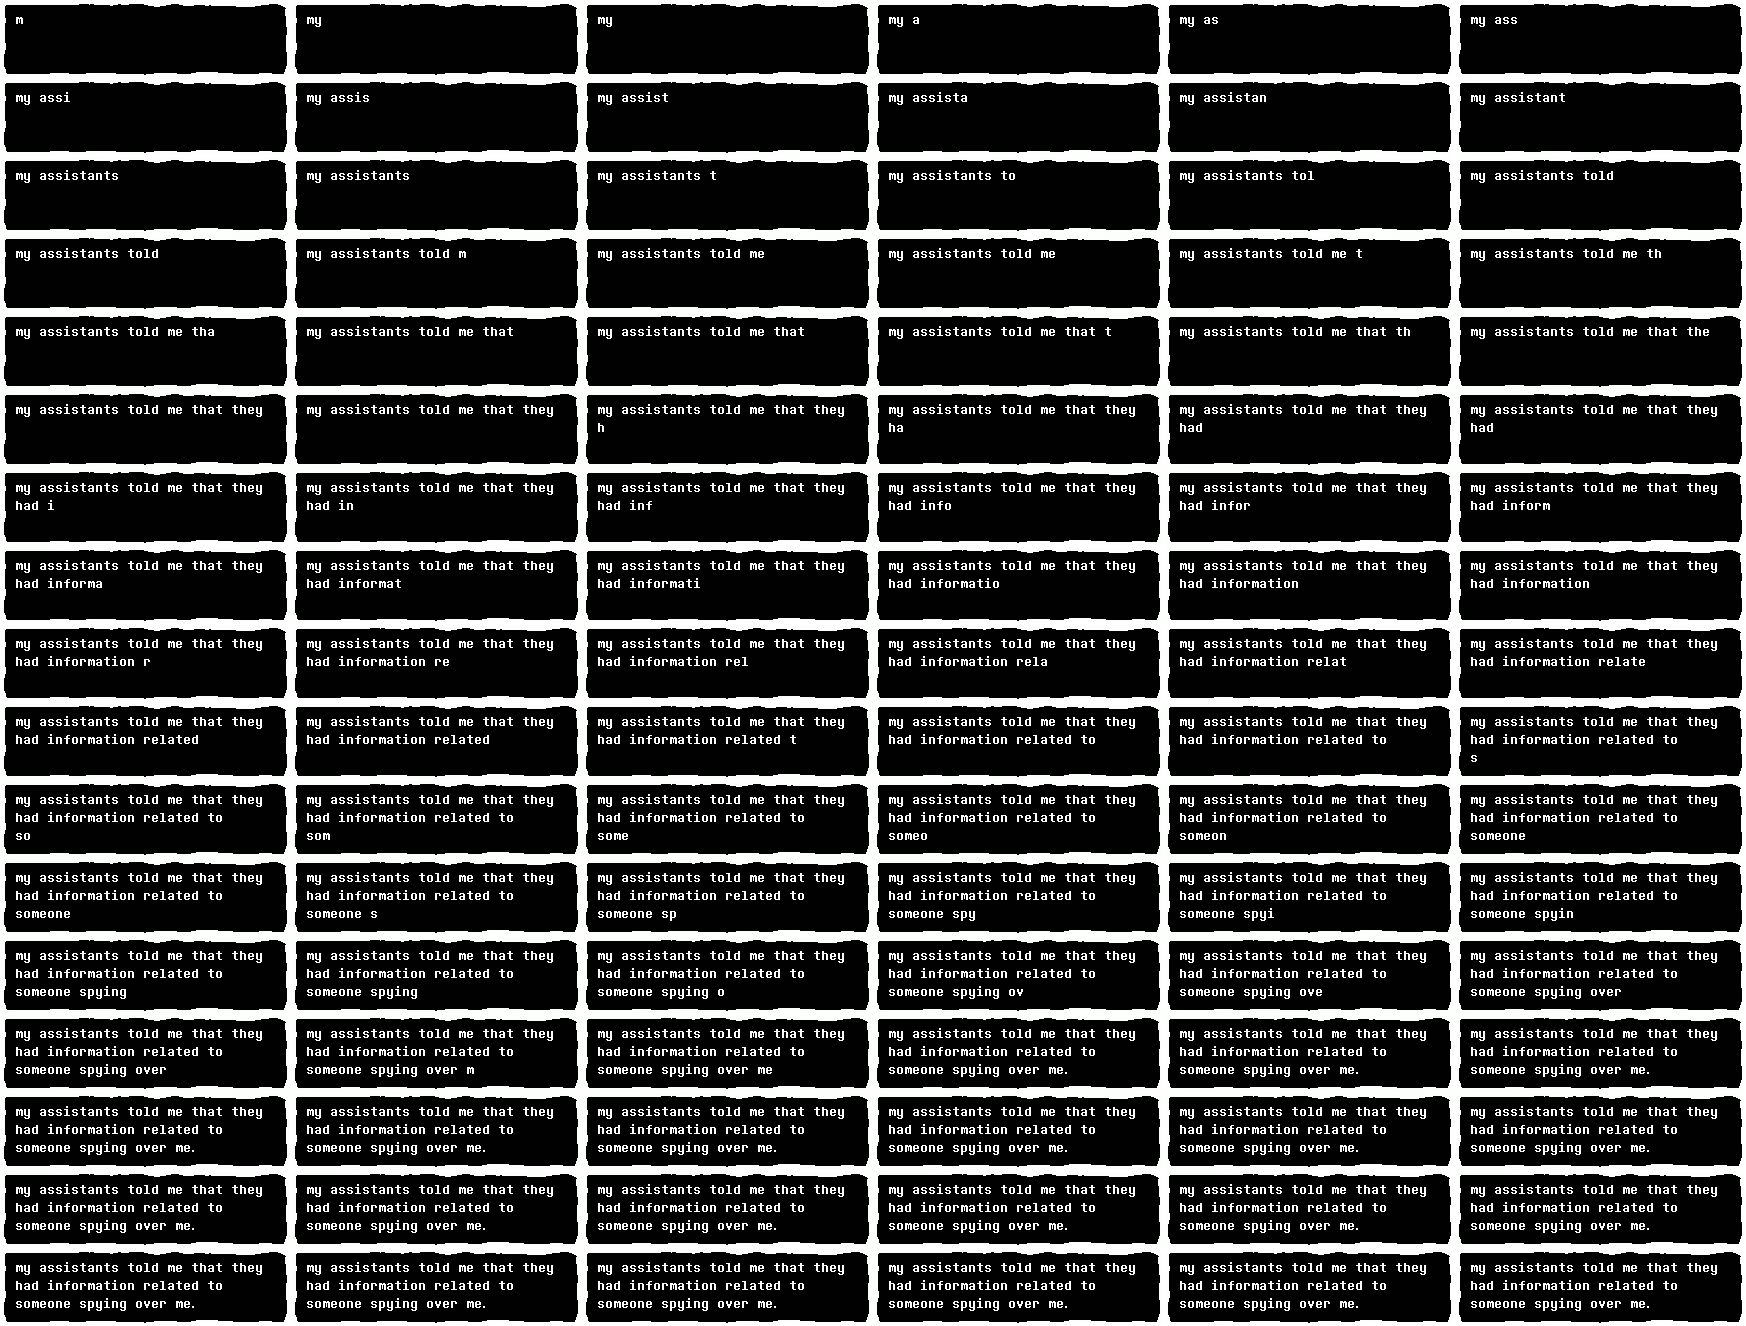 m
my
my
my a
my as
my ass
my assi
my assis
my assist
my assista
my assistan
my assistant
my assistants
my assistants
my assistants t
my assistants to
my assistants tol
my assistants told
my assistants told
my assistants told m
my assistants told me
my assistants told me
my assistants told me t
my assistants told me th
my assistants told me tha
my assistants told me that
my assistants told me that
my assistants told me that t
my assistants told me that th
my assistants told me that the
my assistants told me that they
my assistants told me that they
my assistants told me that they
h
my assistants told me that they
ha
my assistants told me that they
had
my assistants told me that they
had
my assistants told me that they
had i
my assistants told me that they
had in
my assistants told me that they
had inf
my assistants told me that they
had info
my assistants told me that they
had infor
my assistants told me that they
had inform
my assistants told me that they
had informa
my assistants told me that they
had informat
my assistants told me that they
had informati
my assistants told me that they
had informatio
my assistants told me that they
had information
my assistants told me that they
had information
my assistants told me that they
had information r
my assistants told me that they
had information re
my assistants told me that they
had information rel
my assistants told me that they
had information rela
my assistants told me that they
had information relat
my assistants told me that they
had information relate
my assistants told me that they
had information related
my assistants told me that they
had information related
my assistants told me that they
had information related t
my assistants told me that they
had information related to
my assistants told me that they
had information related to
my assistants told me that they
had information related to
s
my assistants told me that they
had information related to
so
my assistants told me that they
had information related to
som
my assistants told me that they
had information related to
some
my assistants told me that they
had information related to
someo
my assistants told me that they
had information related to
someon
my assistants told me that they
had information related to
someone
my assistants told me that they
had information related to
someone
my assistants told me that they
had information related to
someone s
my assistants told me that they
had information related to
someone sp
my assistants told me that they
had information related to
someone spy
my assistants told me that they
had information related to
someone spyi
my assistants told me that they
had information related to
someone spyin
my assistants told me that they
had information related to
someone spying
my assistants told me that they
had information related to
someone spying
my assistants told me that they
had information related to
someone spying o
my assistants told me that they
had information related to
someone spying ov
my assistants told me that they
had information related to
someone spying ove
my assistants told me that they
had information related to
someone spying over
my assistants told me that they
had information related to
someone spying over
my assistants told me that they
had information related to
someone spying over m
my assistants told me that they
had information related to
someone spying over me
my assistants told me that they
had information related to
someone spying over me.
my assistants told me that they
had information related to
someone spying over me.
my assistants told me that they
had information related to
someone spying over me.
my assistants told me that they
had information related to
someone spying over me.
my assistants told me that they
had information related to
someone spying over me.
my assistants told me that they
had information related to
someone spying over me.
my assistants told me that they
had information related to
someone spying over me.
my assistants told me that they
had information related to
someone spying over me.
my assistants told me that they
had information related to
someone spying over me.
my assistants told me that they
had information related to
someone spying over me.
my assistants told me that they
had information related to
someone spying over me.
my assistants told me that they
had information related to
someone spying over me.
my assistants told me that they
had information related to
someone spying over me.
my assistants told me that they
had information related to
someone spying over me.
my assistants told me that they
had information related to
someone spying over me.
my assistants told me that they
had information related to
someone spying over me.
my assistants told me that they
had information related to
someone spying over me.
my assistants told me that they
had information related to
someone spying over me.
my assistants told me that they
had information related to
someone spying over me.
my assistants told me that they
had information related to
someone spying over me.
my assistants told me that they
had information related to
someone spying over me.